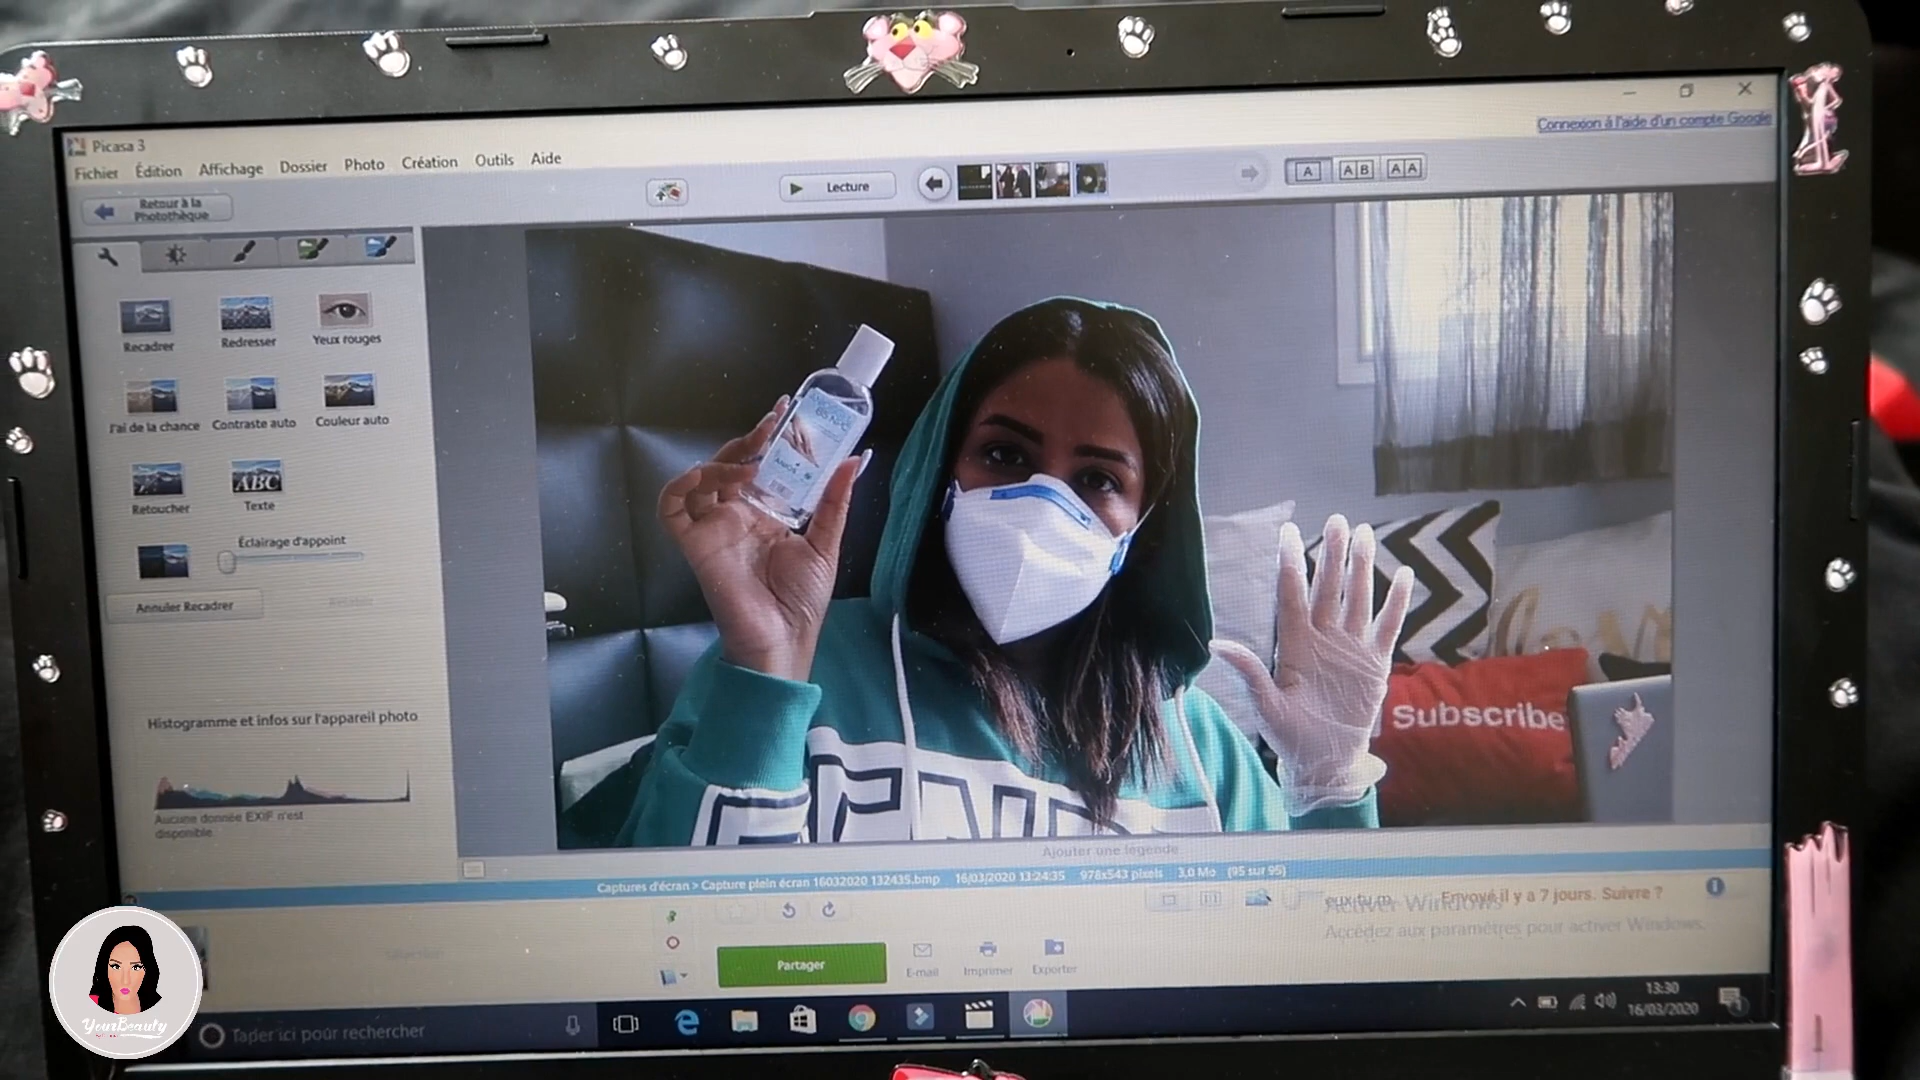 Picasa 3
Connexion à l'aide d'un compte Google
Fichier Édition Affichage Dossier Photo Création Outils Aide
Retour à la
Photothèque
Lecture
A AB AA
Recadrer Redresser Yeux rouges
J'ai de la chance Contraste auto Couleur auto
ABC
Retoucher Texte
Éclairage d'appoint
Annuler Recadrer
Histogramme et infos sur l'appareil photo
Aucune donnée EXIF n'est
disponible
ANIOS
Subscribe
Ajouter une légende
Captures d'écran > Capture plein écran 16032020 132435.bmp 16/03/2020 13:24:35 978x543 pixels 3,0 Mo (95 sur 95)
Envoyé il y a 7 jours. Suivre ?
Activer Windows
Accédez aux paramètres pour activer Windows.
Partager
E-mail Imprimer Exporter
YourBeauty
Taper ici pour rechercher
13:30
16/03/2020